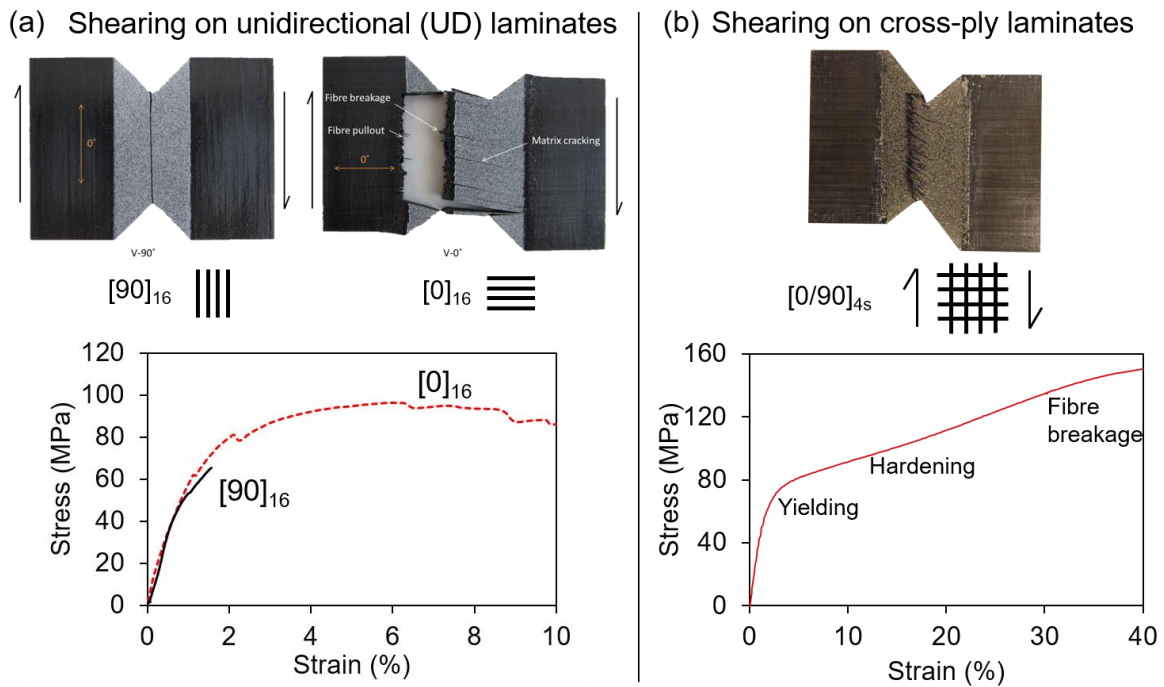 (a) Shearing on unidirectional (UD) laminates
0°
V-90°
Fibre breakage
Fibre pullout
Matrix cracking
0°
V-0°
[90]16
[0]16
120
100
80
60
40
20
0
Stress (MPa)
[0]16
[90]16
0 2 4 6 8 10
Strain (%)
(b) Shearing on cross-ply laminates
[0/90]4s
160
120
80
40
0
Stress (MPa)
Yielding
Hardening
Fibre
breakage
0 10 20 30 40
Strain (%)